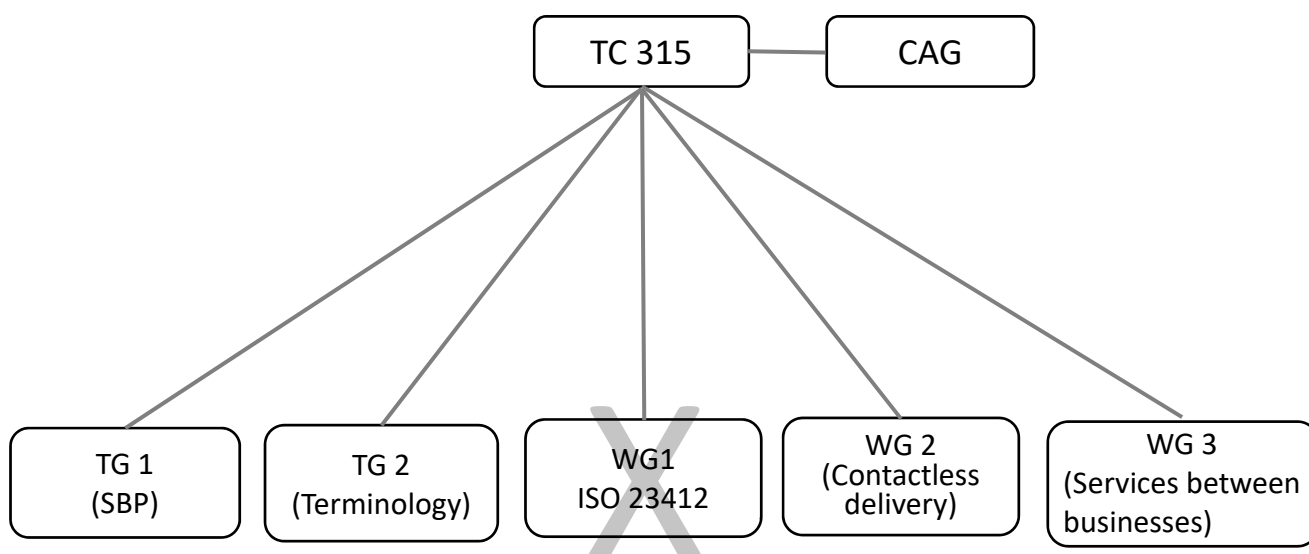 TC 315
CAG
TG 1
(SBP)
TG 2
(Terminology)
WG1
ISO 23412
X
WG 2
(Contactless
delivery)
WG 3
(Services between
businesses)